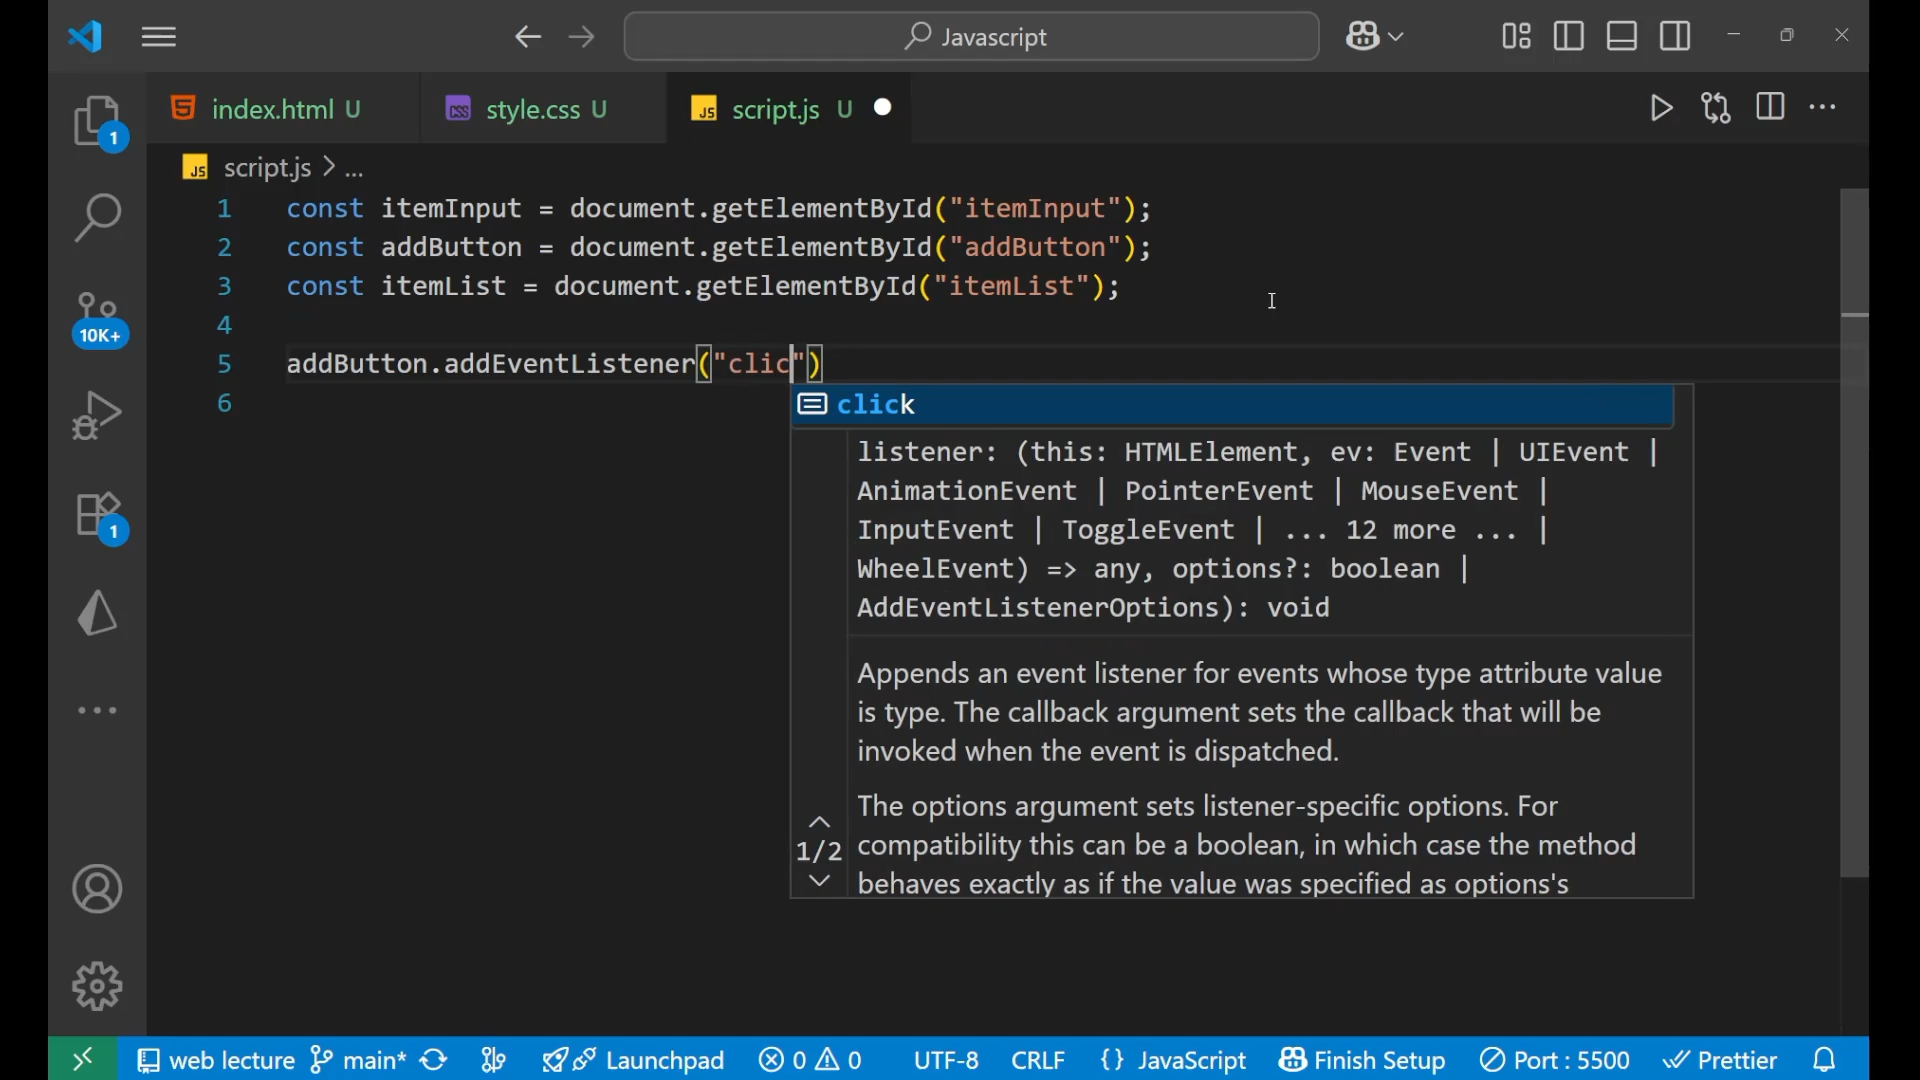 Javascript
index.html U
style.css U
JS script.js U
JS script.js > ...
1 const itemInput = document.getElementById("itemInput");
2 const addButton = document.getElementById("addButton");
3 const itemList = document.getElementById("itemList");
4
5 addButton.addEventListener("clic")
6
click
listener: (this: HTMLElement, ev: Event | UIEvent |
AnimationEvent | PointerEvent | MouseEvent |
InputEvent | ToggleEvent | ... 12 more ... |
WheelEvent) => any, options?: boolean |
AddEventListenerOptions): void
Appends an event listener for events whose type attribute value
is type. The callback argument sets the callback that will be
invoked when the event is dispatched.
The options argument sets listener-specific options. For
1/2
compatibility this can be a boolean, in which case the method
behaves exactly as if the value was specified as options's
1
10K+
1
web lecture main* Launchpad 0 0 UTF-8 CRLF {} JavaScript Finish Setup Port : 5500 Prettier